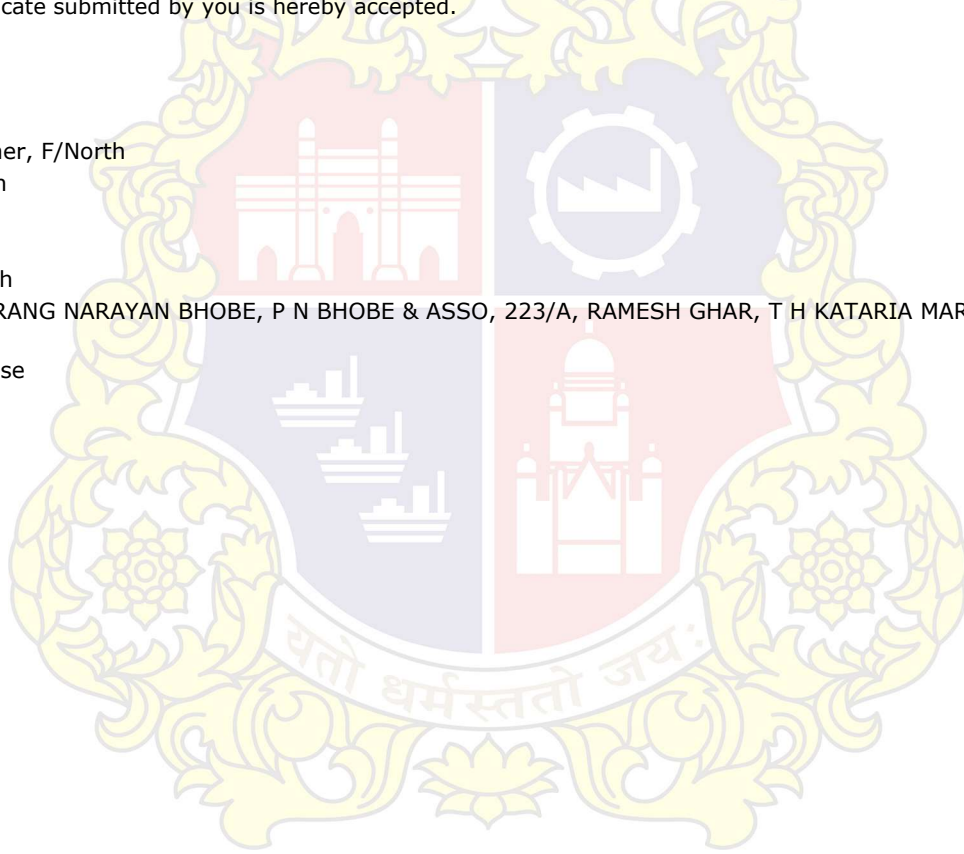 cate submitted by you is hereby accepted.
ner, F/North
n
h
RANG NARAYAN BHOBE, P N BHOBE & ASSO, 223/A, RAMESH GHAR, T H KATARIA MAR
se
यतो धर्मस्ततो जय: